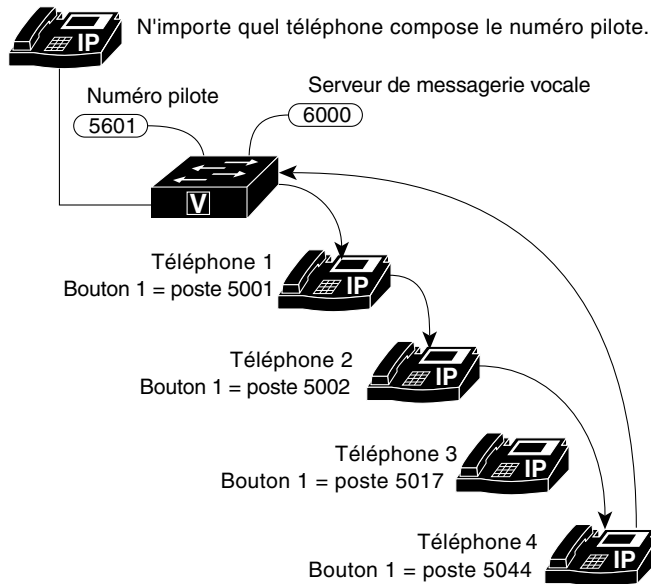 N'importe quel téléphone compose le numéro pilote.
IP
Serveur de messagerie vocale
Numéro pilote
6000
5601
V
Téléphone 1
Bouton 1 = poste 5001
IP
Téléphone 2
Bouton 1 = poste 5002
IP
Téléphone 3
Bouton 1 = poste 5017
IP
Téléphone 4
Bouton 1 = poste 5044
IP